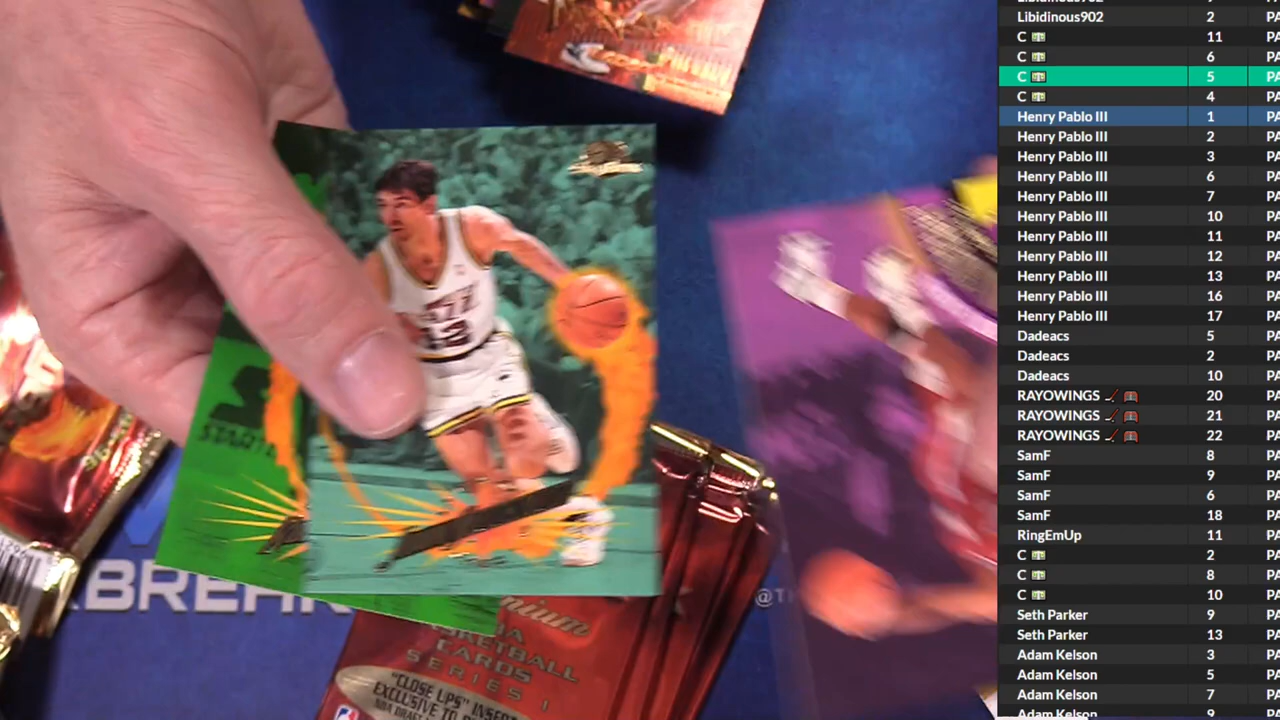 Libidinous902 2 PA
C 11 PA
C 6 PA
C 5 PA
C 4 PA
Henry Pablo III 1 PA
Henry Pablo III 2 PA
Henry Pablo III 3 PA
Henry Pablo III 6 PA
Henry Pablo III 7 PA
Henry Pablo III 10 PA
Henry Pablo III 11 PA
Henry Pablo III 12 PA
Henry Pablo III 13 PA
Henry Pablo III 16 PA
Henry Pablo III 17 PA
Dadeacs 5 PA
Dadeacs 2 PA
Dadeacs 10 PA
RAYOWINGS 20 PA
RAYOWINGS 21 PA
RAYOWINGS 22 PA
SamF 8 PA
SamF 9 PA
SamF 6 PA
SamF 18 PA
RingEmUp 11 PA
C 2 PA
C 8 PA
C 10 PA
Seth Parker 9 PA
Seth Parker 13 PA
Adam Kelson 3 PA
Adam Kelson 5 PA
Adam Kelson 7 PA
Adam Kelson 9 PA
BREAK
@T
CARDS
SERIES 1
"CLOSE UPS" INSERT
EXCLUSIVE TO